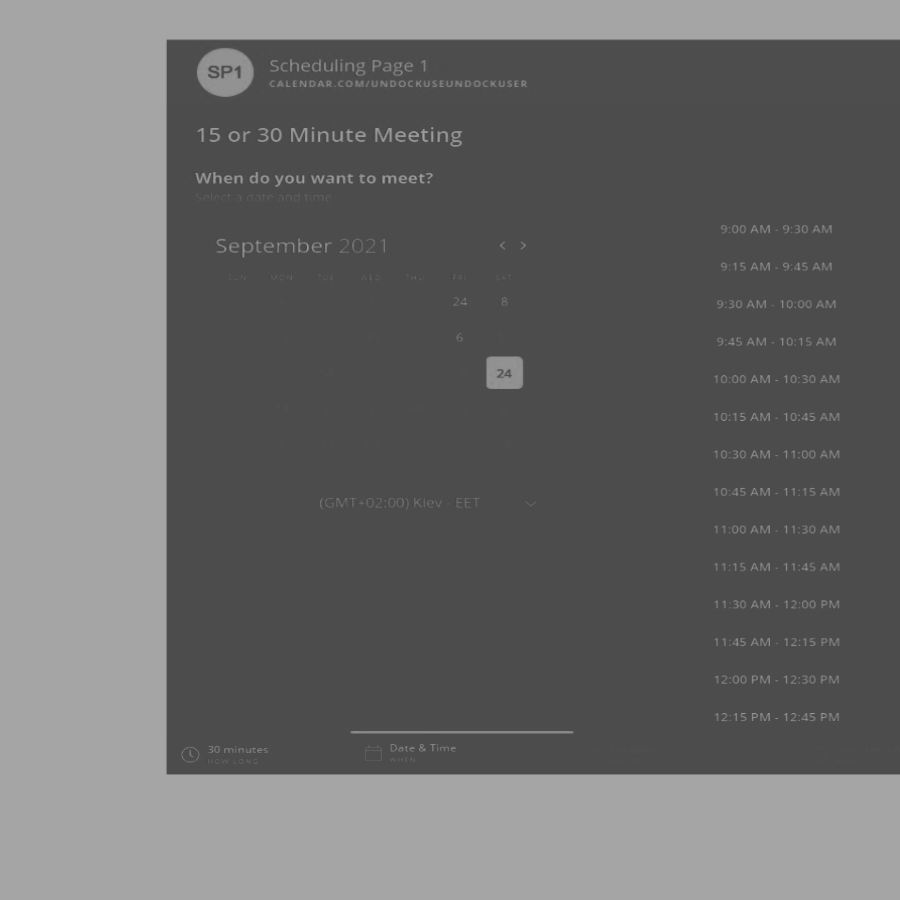 SP1
Scheduling Page 1
CALENDAR.COM/UNDOCKUSEUNDOCKUSER
15 or 30 Minute Meeting
When do you want to meet?
Select a date and time
September 2021
< >
SUN MON TUE WED THU FRI SAT
24 8
6
24
(GMT+02:00) Kiev - EET
9:00 AM - 9:30 AM
9:15 AM - 9:45 AM
9:30 AM - 10:00 AM
9:45 AM - 10:15 AM
10:00 AM - 10:30 AM
10:15 AM - 10:45 AM
10:30 AM - 11:00 AM
10:45 AM - 11:15 AM
11:00 AM - 11:30 AM
11:15 AM - 11:45 AM
11:30 AM - 12:00 PM
11:45 AM - 12:15 PM
12:00 PM - 12:30 PM
12:15 PM - 12:45 PM
30 minutes
HOW LONG
Date & Time
WHEN